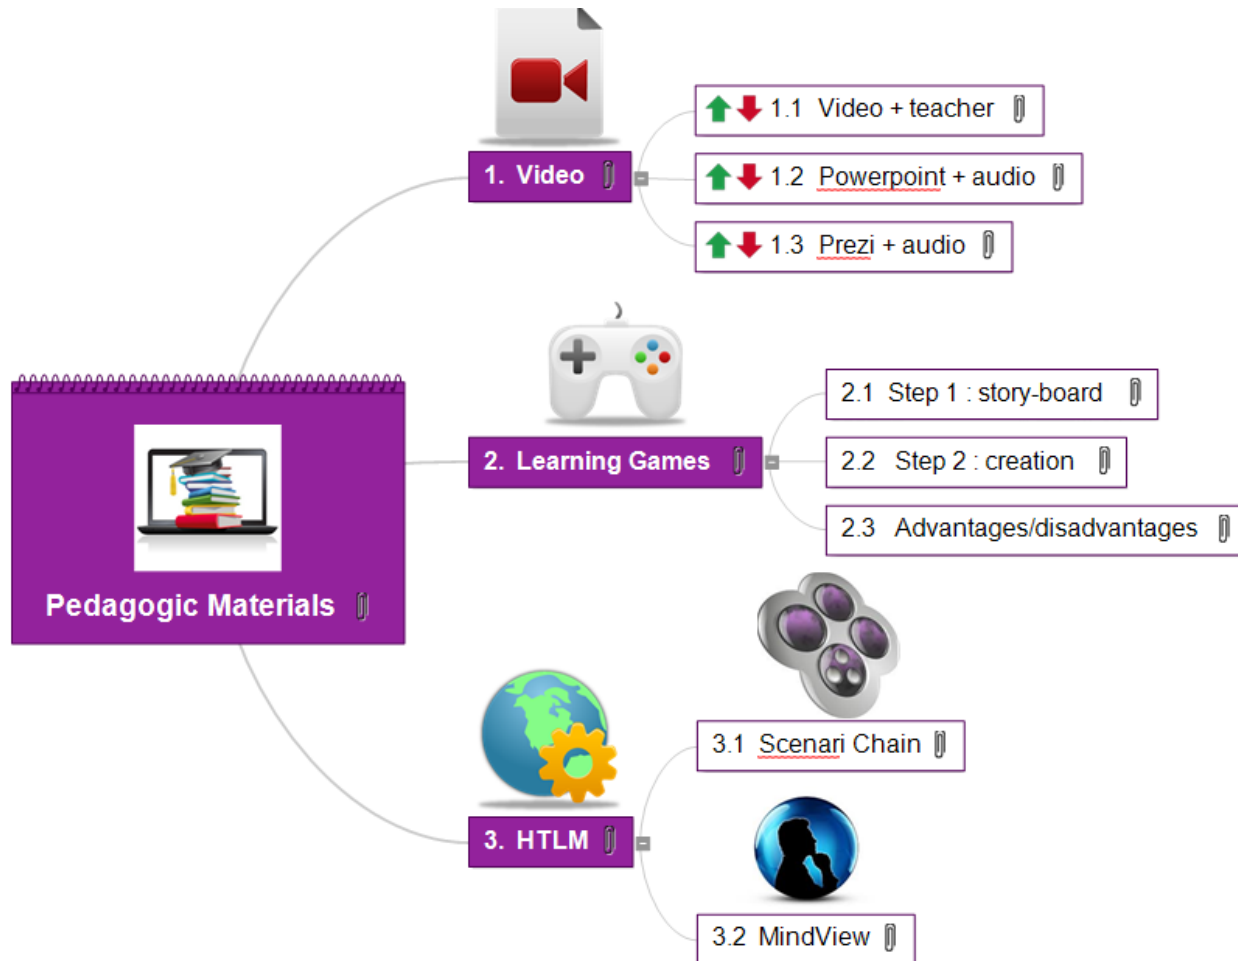 1. Video
1.1 Video + teacher
1.2 Powerpoint + audio
1.3 Prezi + audio
Pedagogic Materials
2. Learning Games
2.1 Step 1 : story-board
2.2 Step 2 : creation
2.3 Advantages/disadvantages
3. HTLM
3.1 Scenari Chain
3.2 MindView